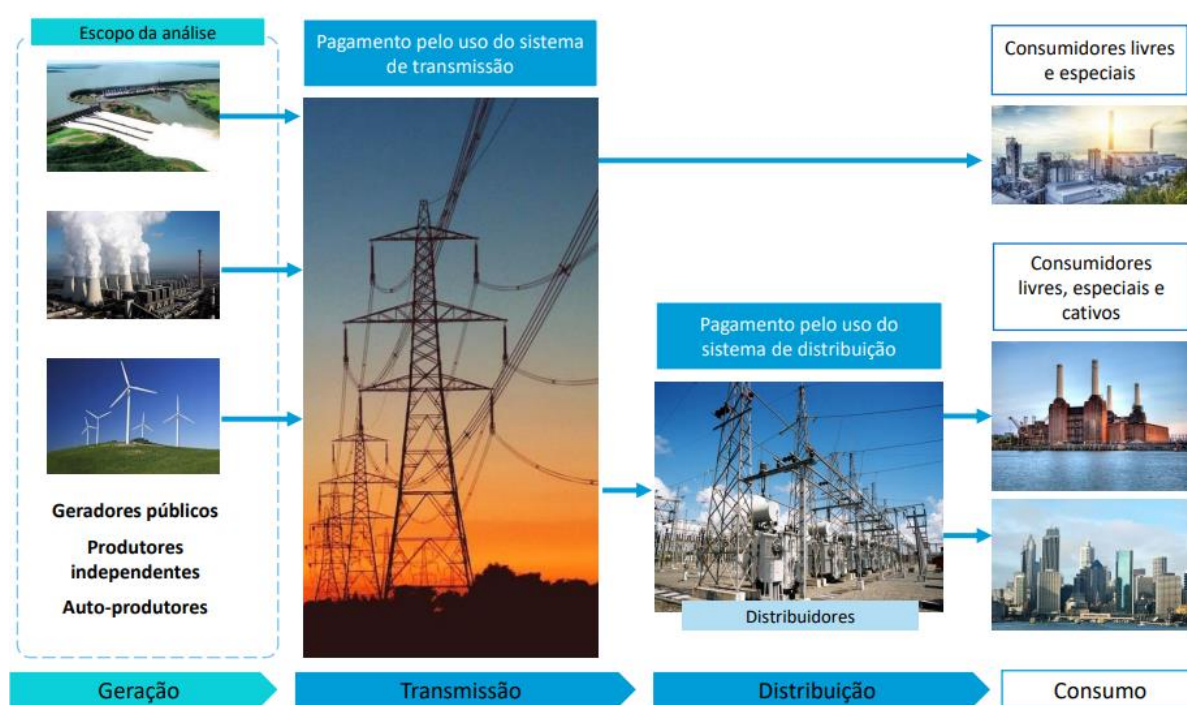 Escopo da análise
Pagamento pelo uso do sistema
de transmissão
Consumidores livres
e especiais
Consumidores
livres, especiais e
cativos
Pagamento pelo uso do
sistema de distribuição
Geradores públicos
Produtores
independentes
Auto-produtores
Distribuidores
Geração
Transmissão
Distribuição
Consumo